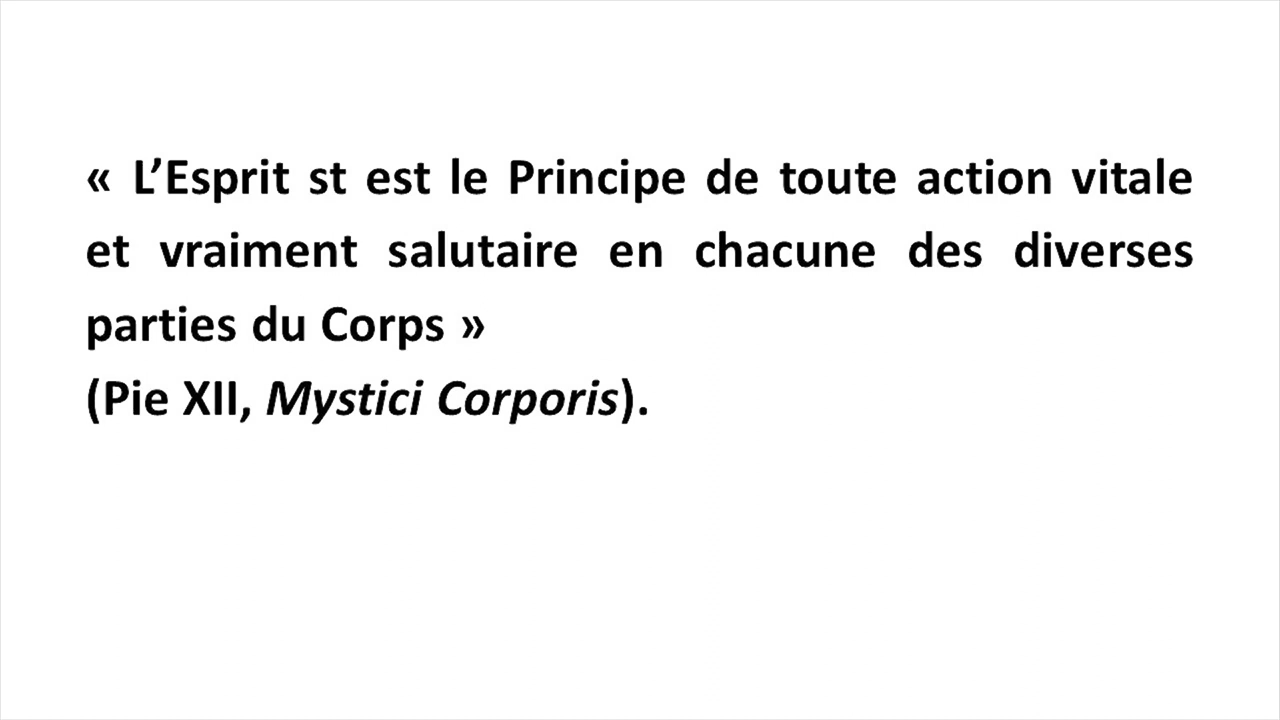 « L’Esprit st est le Principe de toute action vitale
et vraiment salutaire en chacune des diverses
parties du Corps »
(Pie XII, Mystici Corporis).